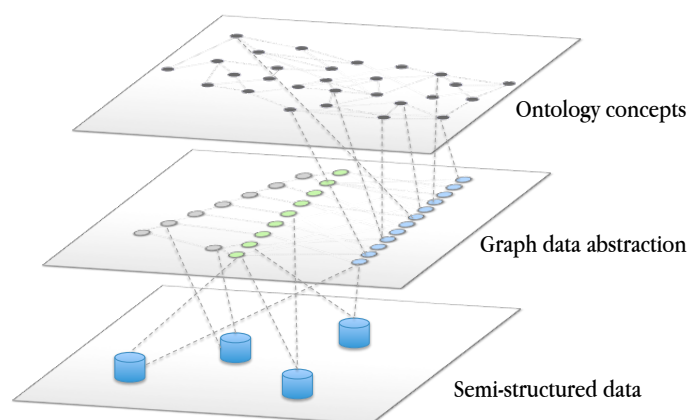 Ontology concepts
Graph data abstraction
Semi-structured data